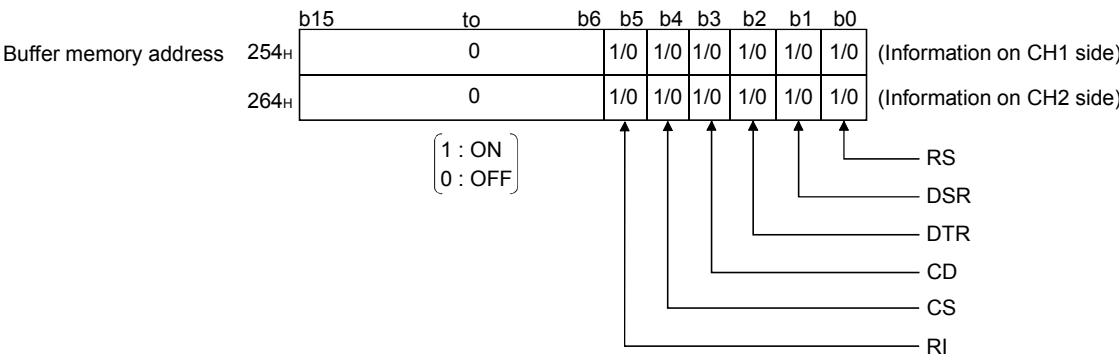 b15 to b6 b5 b4 b3 b2 b1 b0
Buffer memory address 254H 0 1/0 1/0 1/0 1/0 1/0 1/0 (Information on CH1 side)
264H 0 1/0 1/0 1/0 1/0 1/0 1/0 (Information on CH2 side)
1 : ON
0 : OFF
RS
DSR
DTR
CD
CS
RI